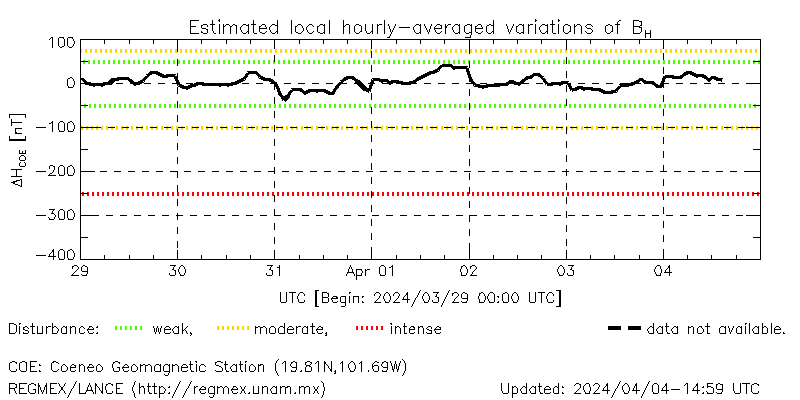 Estimated local hourly-averaged variations of BH
100
0
-100
-200
-300
-400
ΔHCOE [nT]
29 30 31 Apr 01 02 03 04
UTC [Begin: 2024/03/29 00:00 UTC]
Disturbance: weak, moderate, intense data not available.
COE: Coeneo Geomagnetic Station (19.81N,101.69W)
REGMEX/LANCE (http://regmex.unam.mx) Updated: 2024/04/04-14:59 UTC